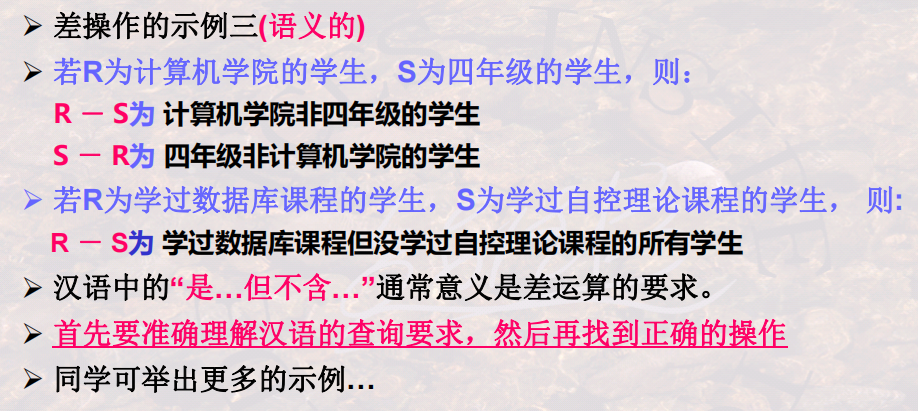 ➢ 差操作的示例三(语义的)
➢ 若R为计算机学院的学生，S为四年级的学生，则：
R － S为 计算机学院非四年级的学生
S － R为 四年级非计算机学院的学生
➢ 若R为学过数据库课程的学生，S为学过自控理论课程的学生， 则:
R － S为 学过数据库课程但没学过自控理论课程的所有学生
➢ 汉语中的“是…但不含…”通常意义是差运算的要求。
➢ 首先要准确理解汉语的查询要求，然后再找到正确的操作
➢ 同学可举出更多的示例…